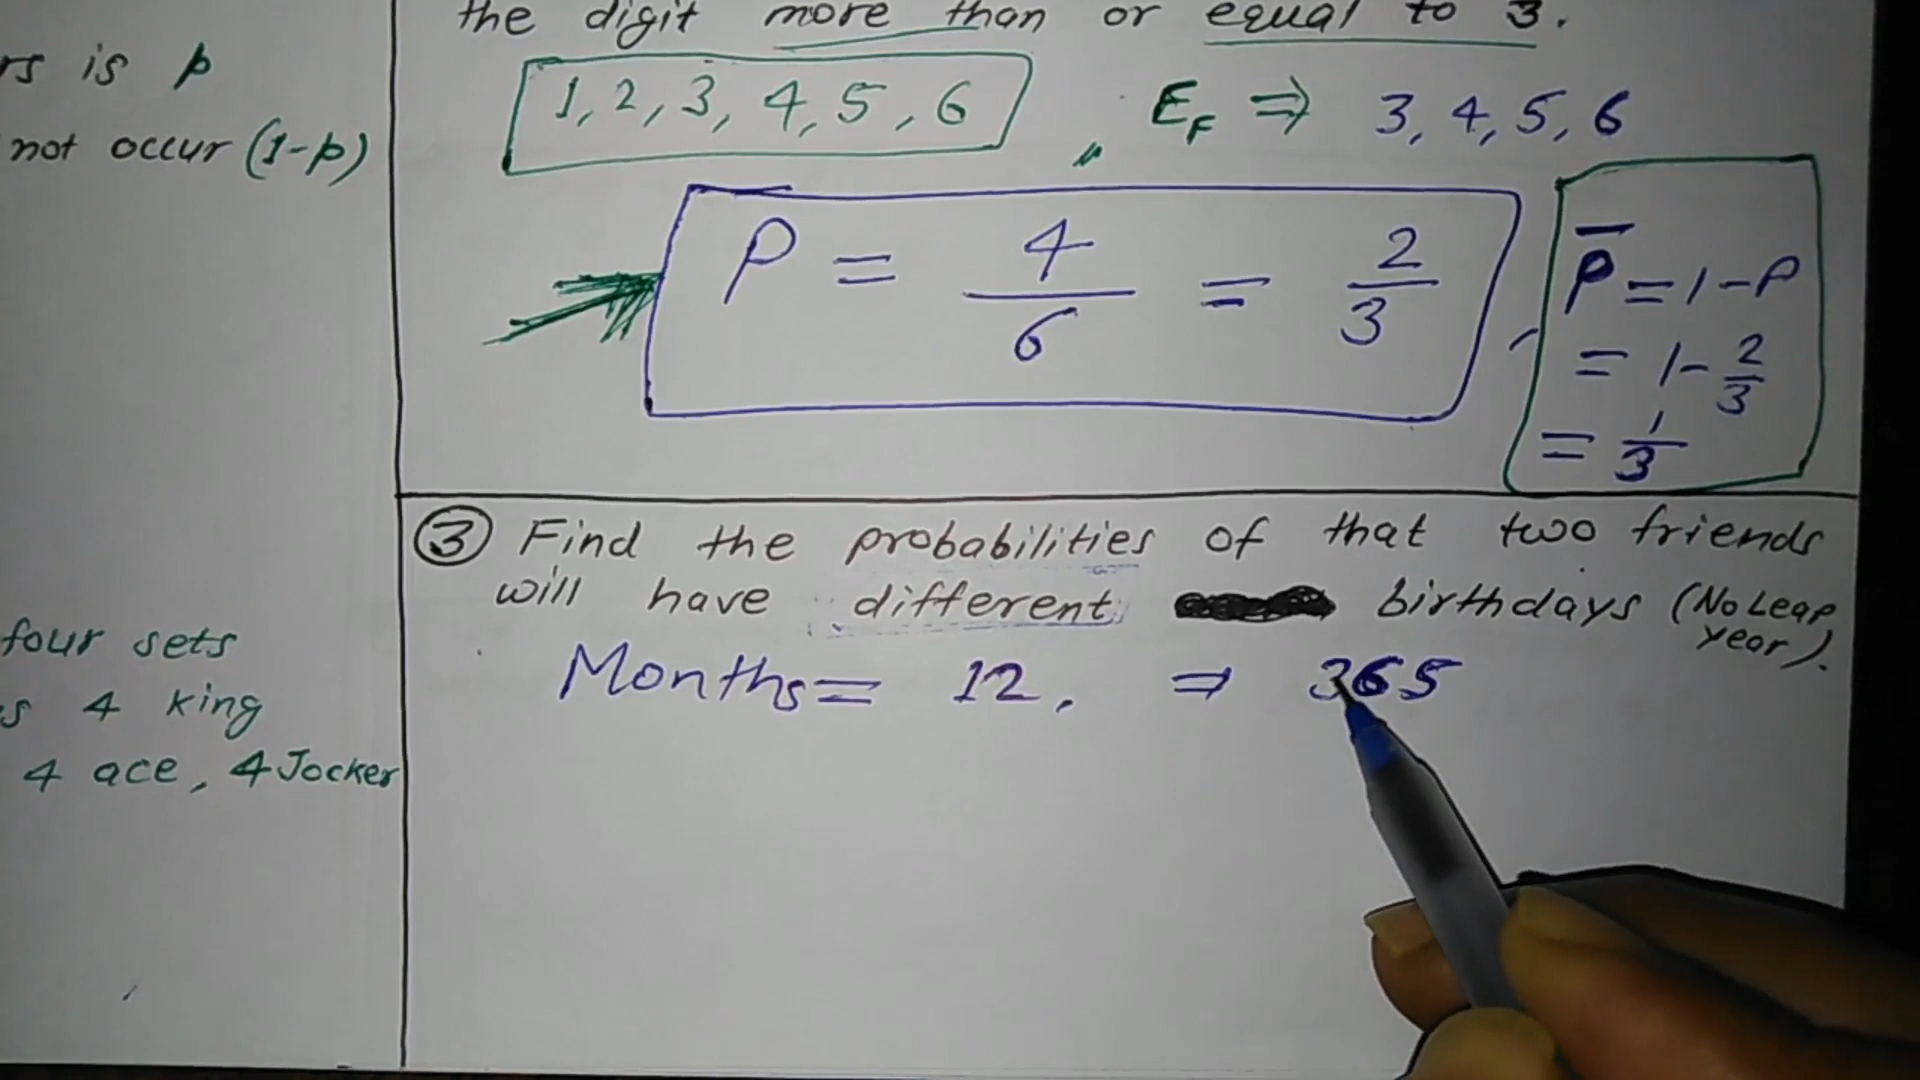 rs is p
not occur (1-p)
four sets
s 4 king
4 ace, 4 Jocker
the digit more than or equal to 3.
1, 2, 3, 4, 5, 6 , EF ⇒ 3, 4, 5, 6
P = 4/6 = 2/3
P̅ = 1-P
= 1- 2/3
= 1/3
③ Find the probabilities of that two friends
will have different birthdays (No Leap
year).
Months = 12, ⇒ 365